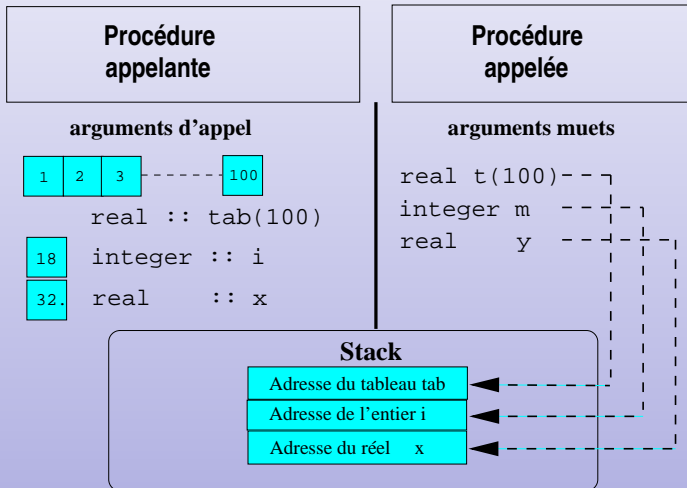 Procédure
appelante
Procédure
appelée
arguments d'appel
arguments muets
1 2 3 100
real :: tab(100)
18 integer :: i
32. real :: x
real t(100)
integer m
real y
Stack
Adresse du tableau tab
Adresse de l'entier i
Adresse du réel x